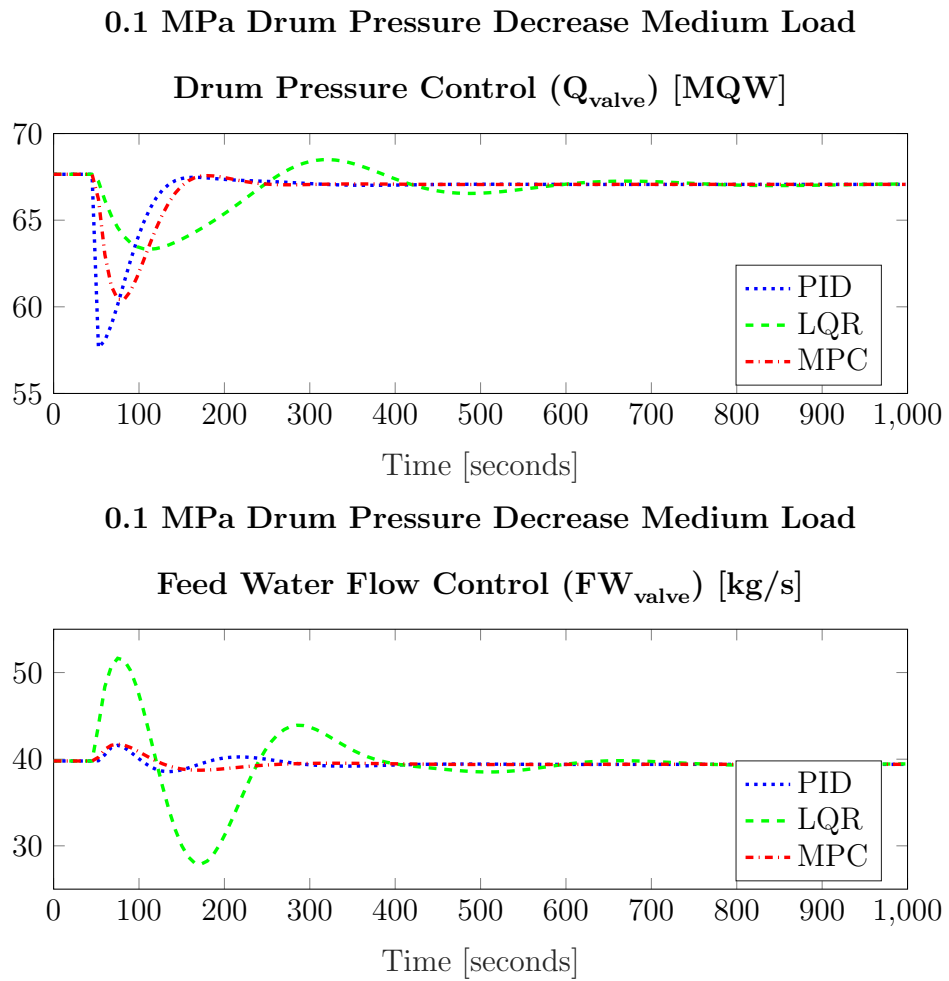 0.1 MPa Drum Pressure Decrease Medium Load
Drum Pressure Control (Q_valve) [MQW]
70
65
60
55
PID
LQR
MPC
0 100 200 300 400 500 600 700 800 900 1,000
Time [seconds]
0.1 MPa Drum Pressure Decrease Medium Load
Feed Water Flow Control (FW_valve) [kg/s]
50
40
30
PID
LQR
MPC
0 100 200 300 400 500 600 700 800 900 1,000
Time [seconds]